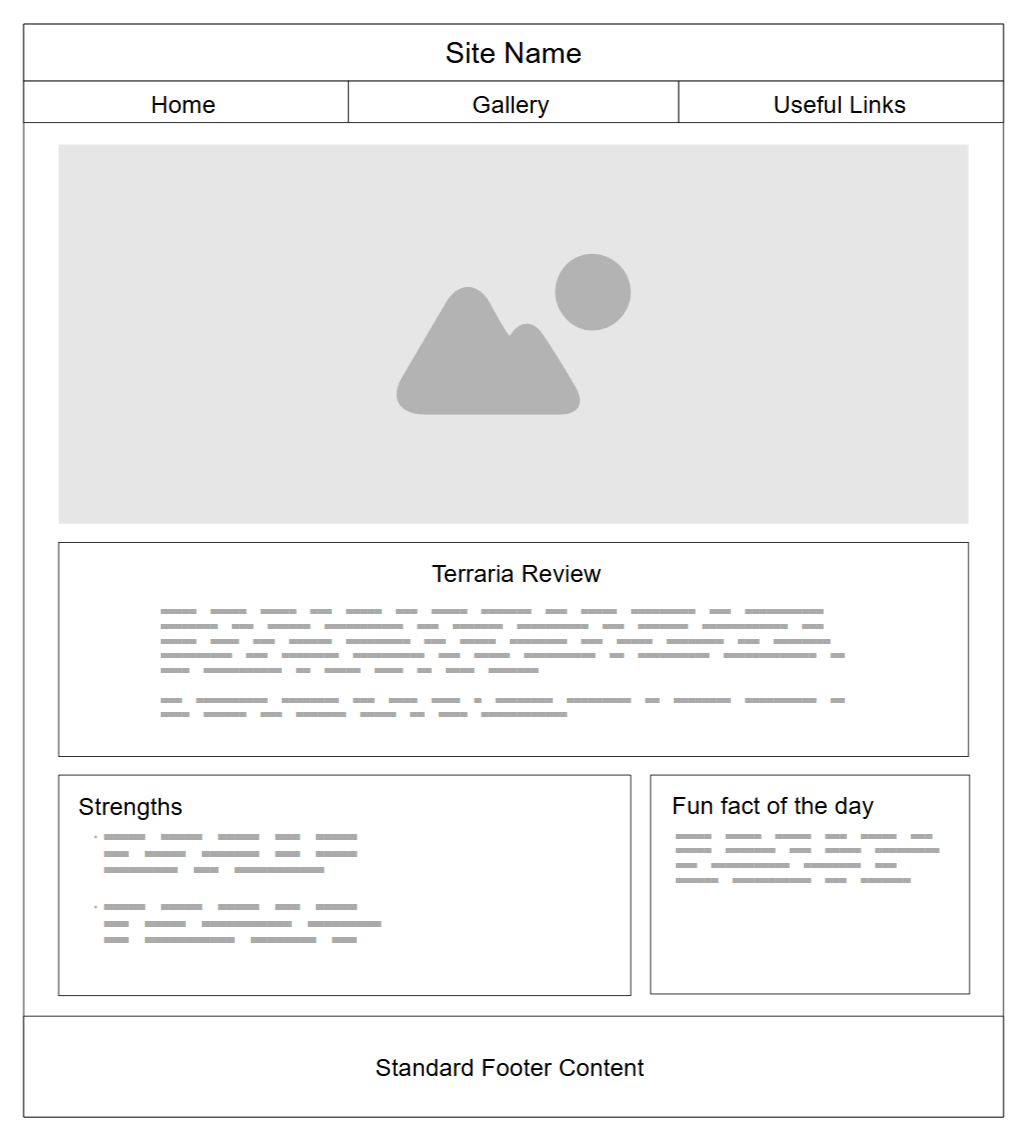 Site Name
Home
Gallery
Useful Links
Terraria Review
Strengths
Fun fact of the day
Standard Footer Content